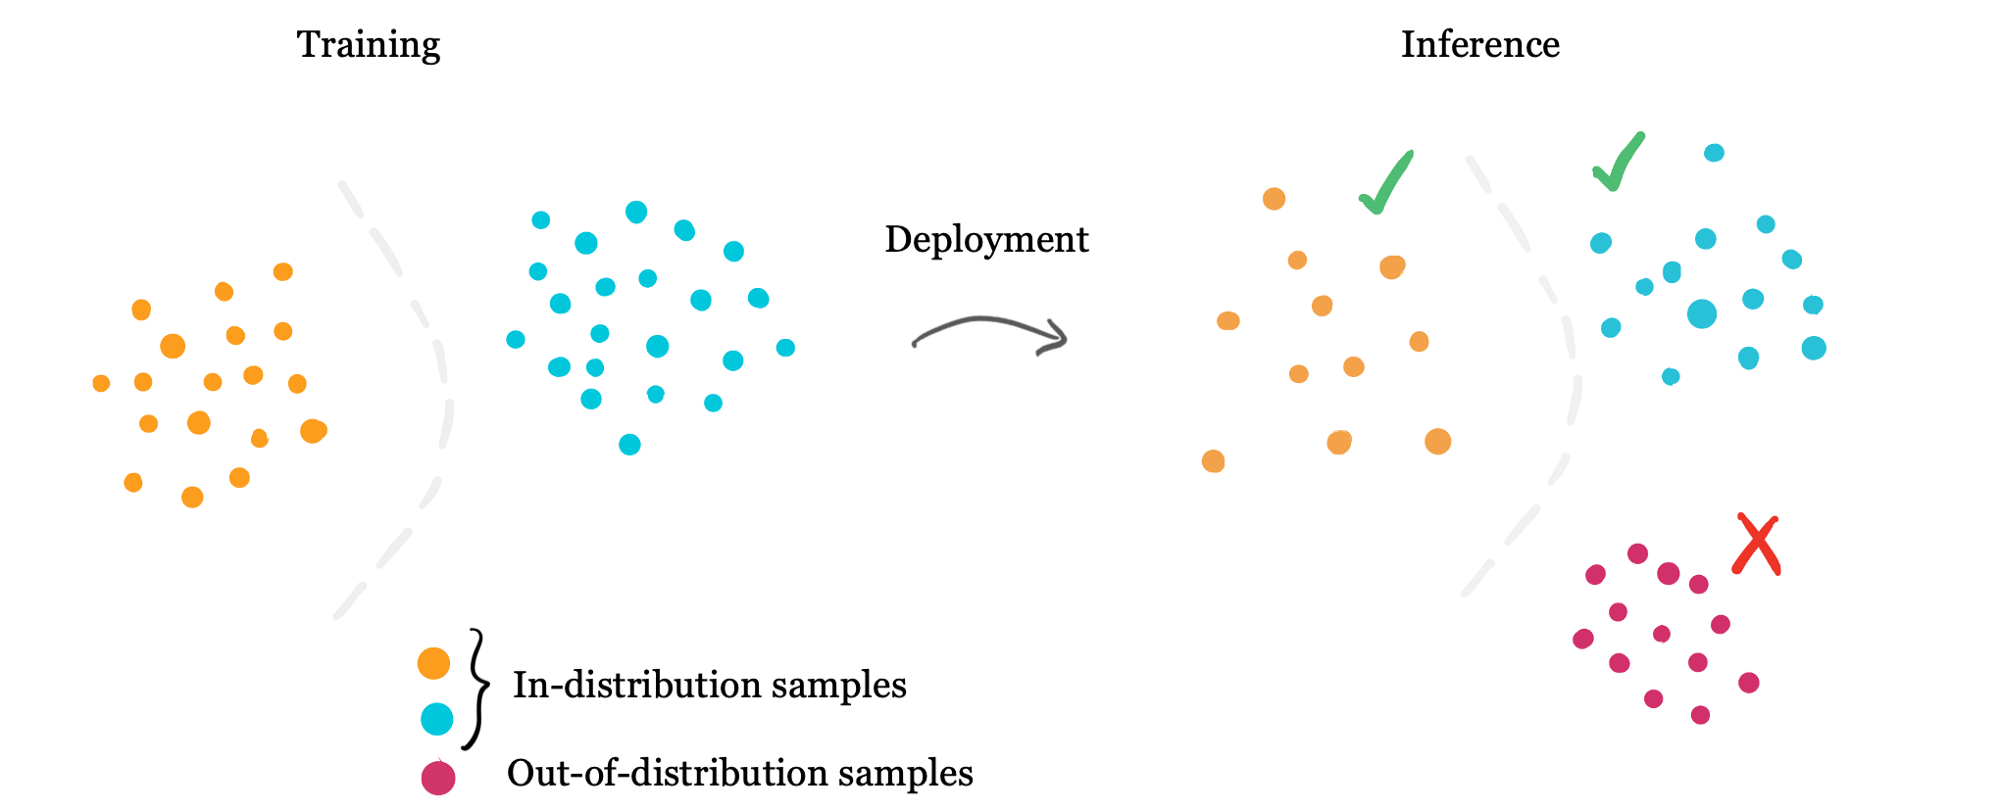 Training
Inference
Deployment
In-distribution samples
Out-of-distribution samples